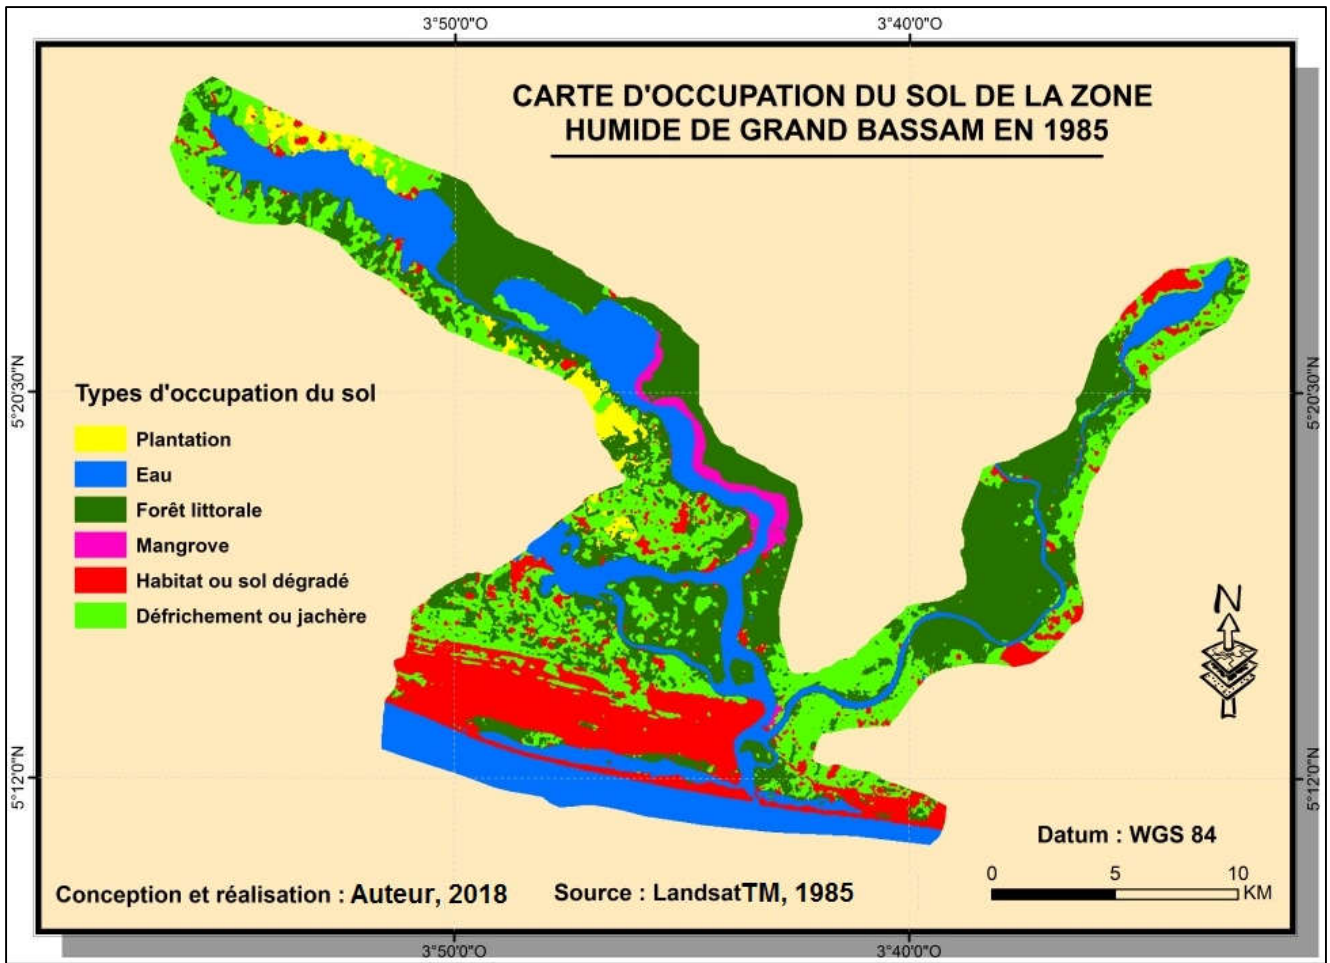 3°50'0"O
3°40'0"O
CARTE D'OCCUPATION DU SOL DE LA ZONE
HUMIDE DE GRAND BASSAM EN 1985
5°20'30"N
5°20'30"N
Types d'occupation du sol
Plantation
Eau
Forêt littorale
Mangrove
Habitat ou sol dégradé
Défrichement ou jachère
N
5°12'0"N
5°12'0"N
Datum : WGS 84
0 5 10
KM
Conception et réalisation : Auteur, 2018 Source : LandsatTM, 1985
3°50'0"O
3°40'0"O